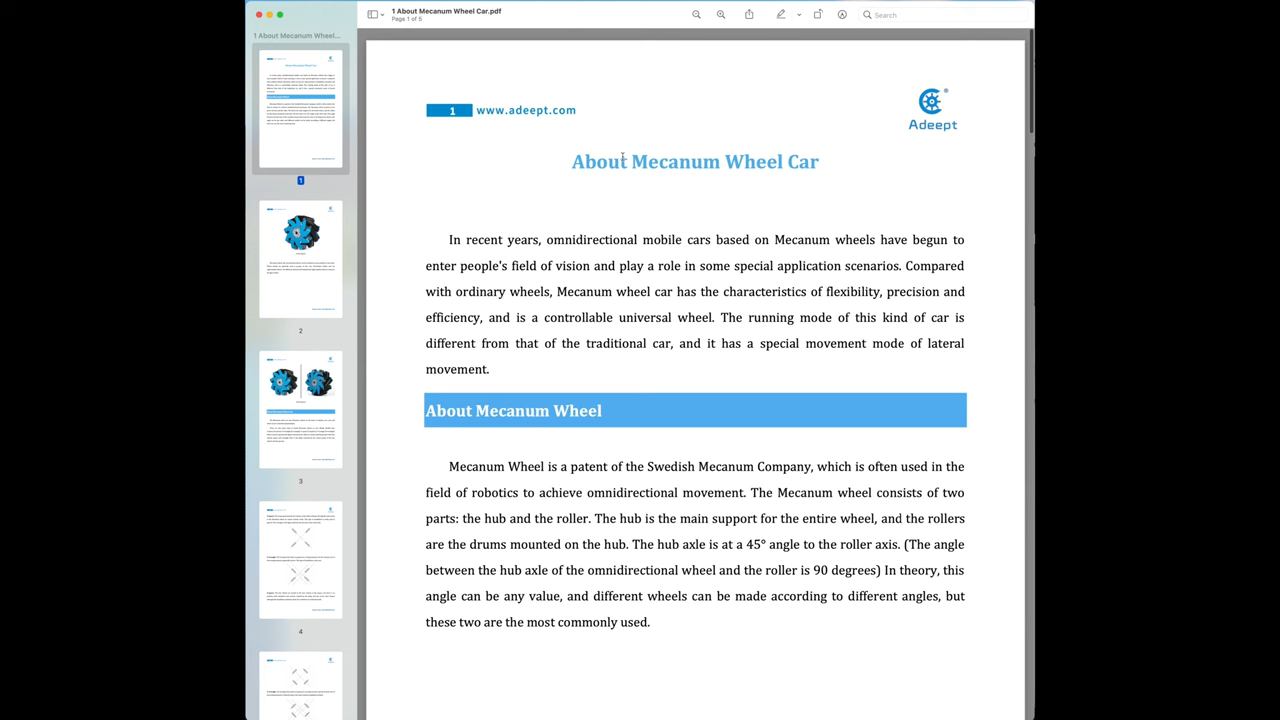 1 About Mecanum Wheel Car.pdf
Page 1 of 5
Search
1 About Mecanum Wheel...
1
2
3
4
1 www.adeept.com
Adeept
®
About Mecanum Wheel Car
In recent years, omnidirectional mobile cars based on Mecanum wheels have begun to
enter people's field of vision and play a role in some special application scenarios. Compared
with ordinary wheels, Mecanum wheel car has the characteristics of flexibility, precision and
efficiency, and is a controllable universal wheel. The running mode of this kind of car is
different from that of the traditional car, and it has a special movement mode of lateral
movement.
About Mecanum Wheel
Mecanum Wheel is a patent of the Swedish Mecanum Company, which is often used in the
field of robotics to achieve omnidirectional movement. The Mecanum wheel consists of two
parts: the hub and the roller. The hub is the main support for the entire wheel, and the rollers
are the drums mounted on the hub. The hub axle is at a 45° angle to the roller axis. (The angle
between the hub axle of the omnidirectional wheel and the roller is 90 degrees) In theory, this
angle can be any value, and different wheels can be made according to different angles, but
these two are the most commonly used.